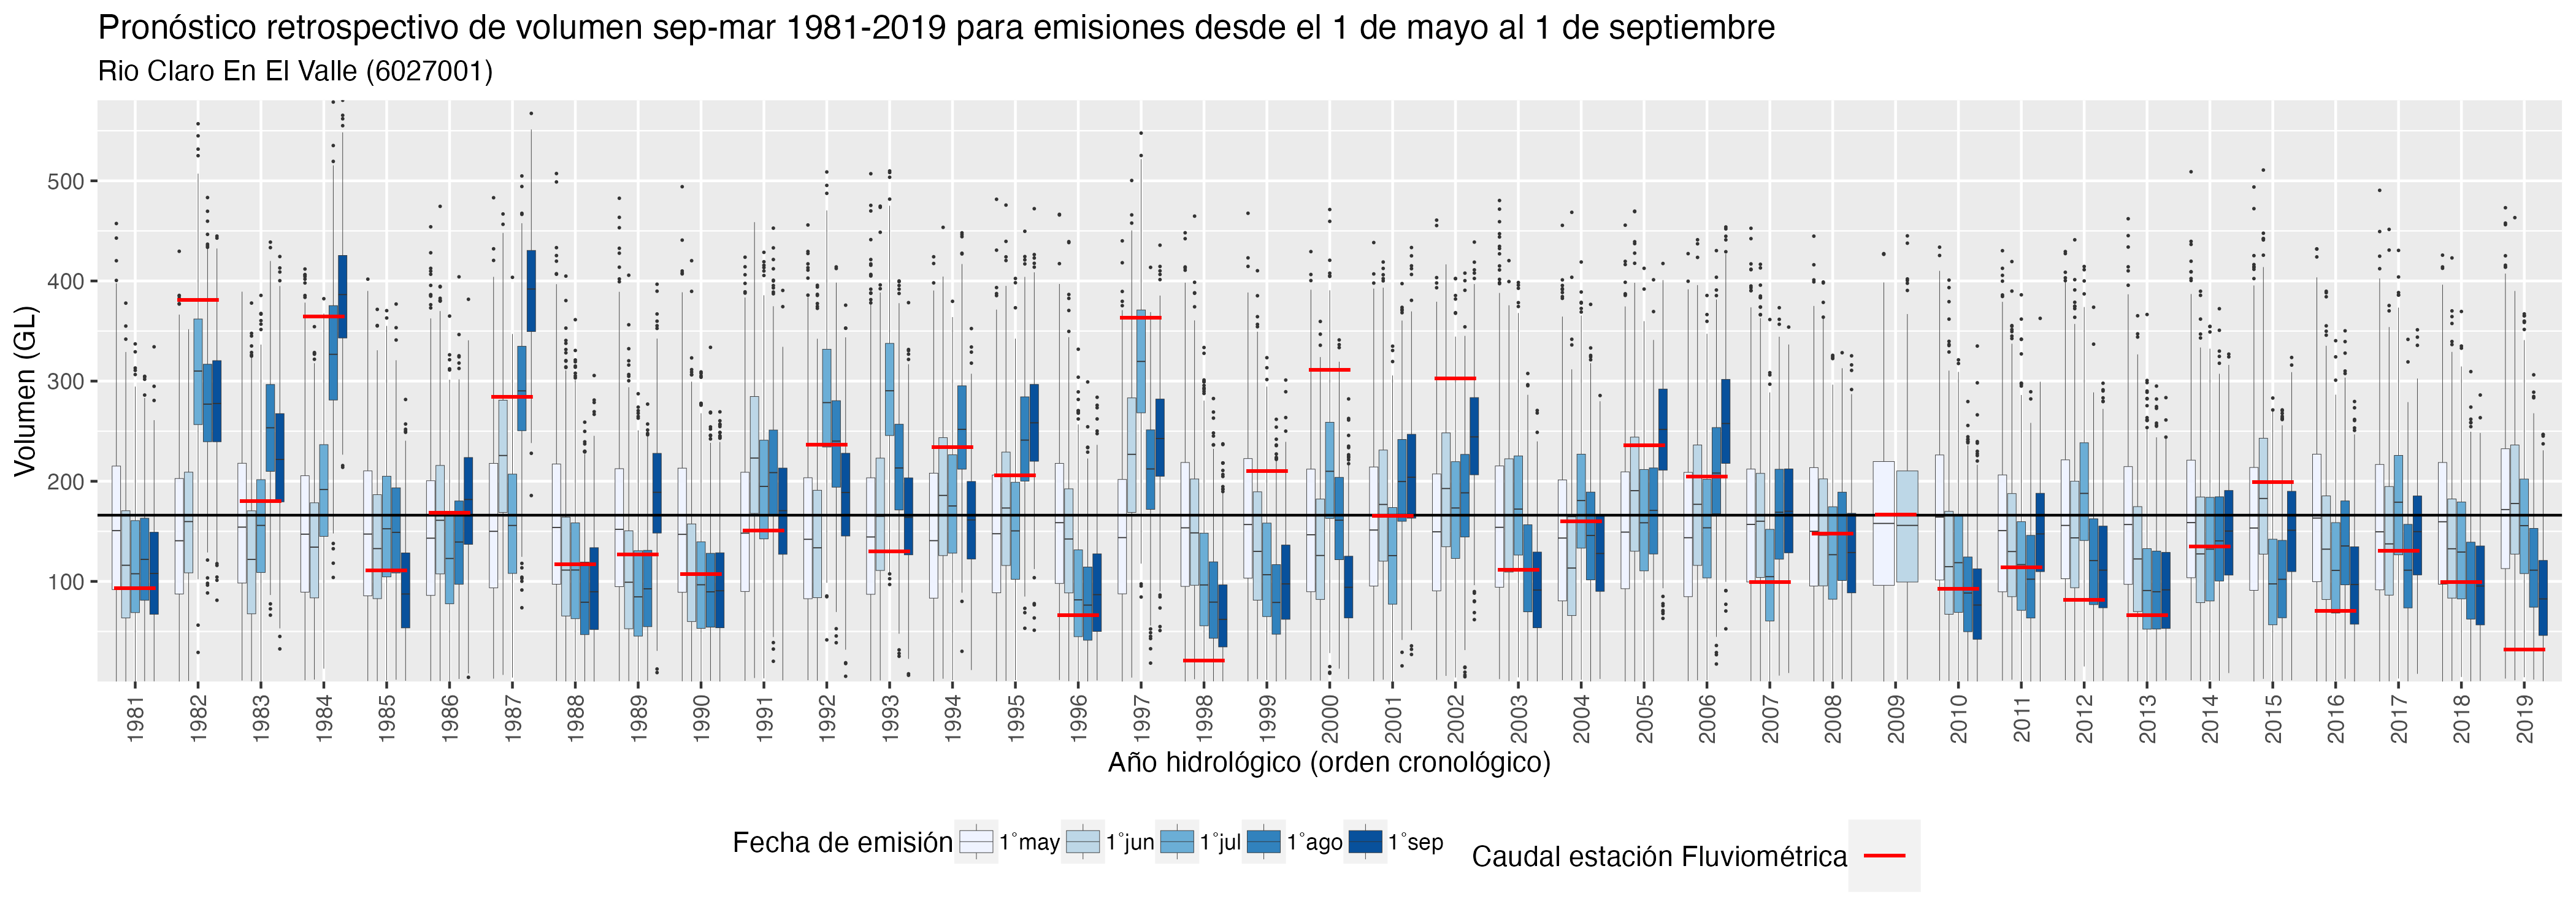 Pronóstico retrospectivo de volumen sep-mar 1981-2019 para emisiones desde el 1 de mayo al 1 de septiembre
Rio Claro En El Valle (6027001)
Volumen (GL)
500
400
300
200
100
1981 1982 1983 1984 1985 1986 1987 1988 1989 1990 1991 1992 1993 1994 1995 1996 1997 1998 1999 2000 2001 2002 2003 2004 2005 2006 2007 2008 2009 2010 2011 2012 2013 2014 2015 2016 2017 2018 2019
Año hidrológico (orden cronológico)
Fecha de emisión 1°may 1°jun 1°jul 1°ago 1°sep Caudal estación Fluviométrica